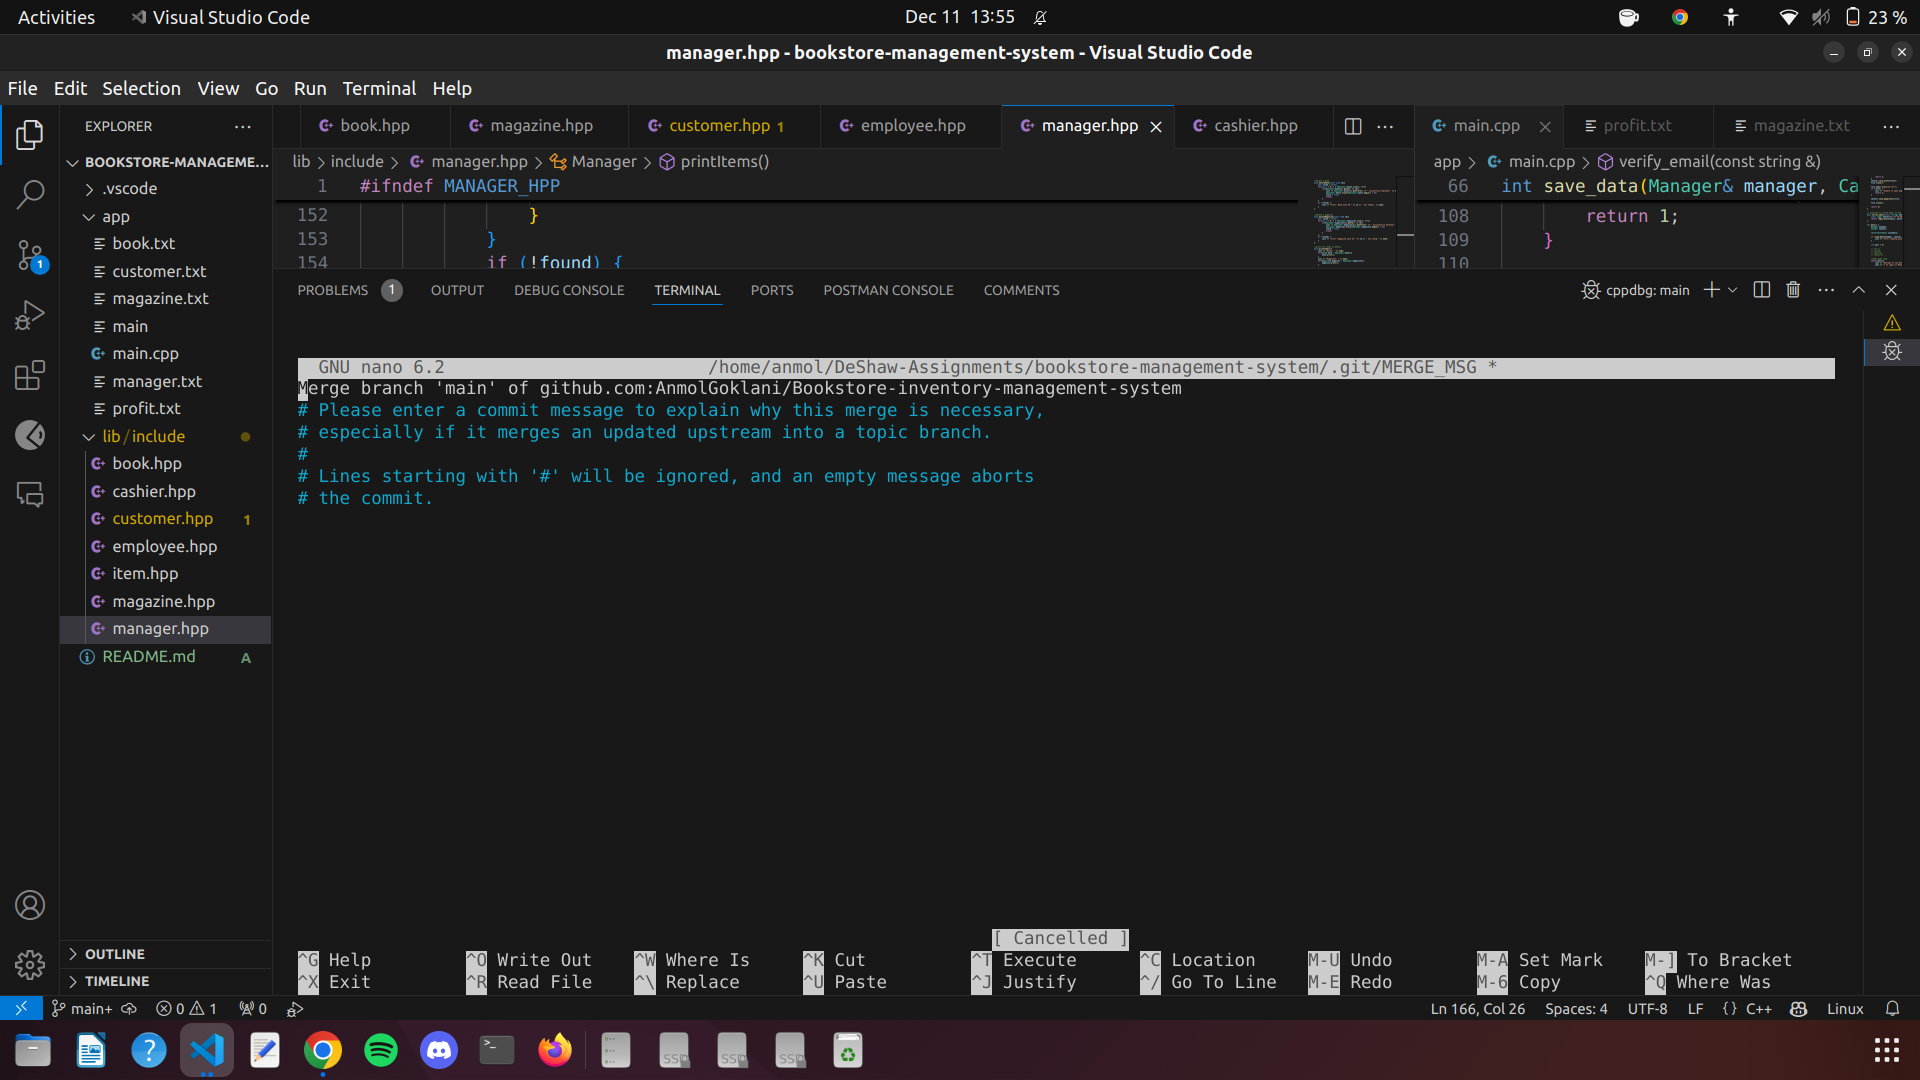 Activities
Visual Studio Code
Dec 11 13:55
23 %
manager.hpp - bookstore-management-system - Visual Studio Code
File Edit Selection View Go Run Terminal Help
EXPLORER
BOOKSTORE-MANAGEME...
.vscode
app
book.txt
customer.txt
magazine.txt
main
main.cpp
manager.txt
profit.txt
lib / include
book.hpp
cashier.hpp
customer.hpp 1
employee.hpp
item.hpp
magazine.hpp
manager.hpp
README.md A
OUTLINE
TIMELINE
1
book.hpp
magazine.hpp
customer.hpp 1
employee.hpp
manager.hpp
cashier.hpp
lib > include > manager.hpp > Manager > printItems()
1 #ifndef MANAGER_HPP
152 }
153 }
154 if (!found) {
main.cpp
profit.txt
magazine.txt
app > main.cpp > verify_email(const string &)
66 int save_data(Manager& manager, Ca
108 return 1;
109 }
110
PROBLEMS 1 OUTPUT DEBUG CONSOLE TERMINAL PORTS POSTMAN CONSOLE COMMENTS
cppdbg: main
GNU nano 6.2 /home/anmol/DeShaw-Assignments/bookstore-management-system/.git/MERGE_MSG *
Merge branch 'main' of github.com:AnmolGoklani/Bookstore-inventory-management-system
# Please enter a commit message to explain why this merge is necessary,
# especially if it merges an updated upstream into a topic branch.
#
# Lines starting with '#' will be ignored, and an empty message aborts
# the commit.
[ Cancelled ]
^G Help ^O Write Out ^W Where Is ^K Cut ^T Execute ^C Location M-U Undo M-A Set Mark M-] To Bracket
^X Exit ^R Read File ^\ Replace ^U Paste ^J Justify ^/ Go To Line M-E Redo M-6 Copy ^Q Where Was
main+ 0 1 0
Ln 166, Col 26 Spaces: 4 UTF-8 LF {} C++ Linux
SSD SSD SSD